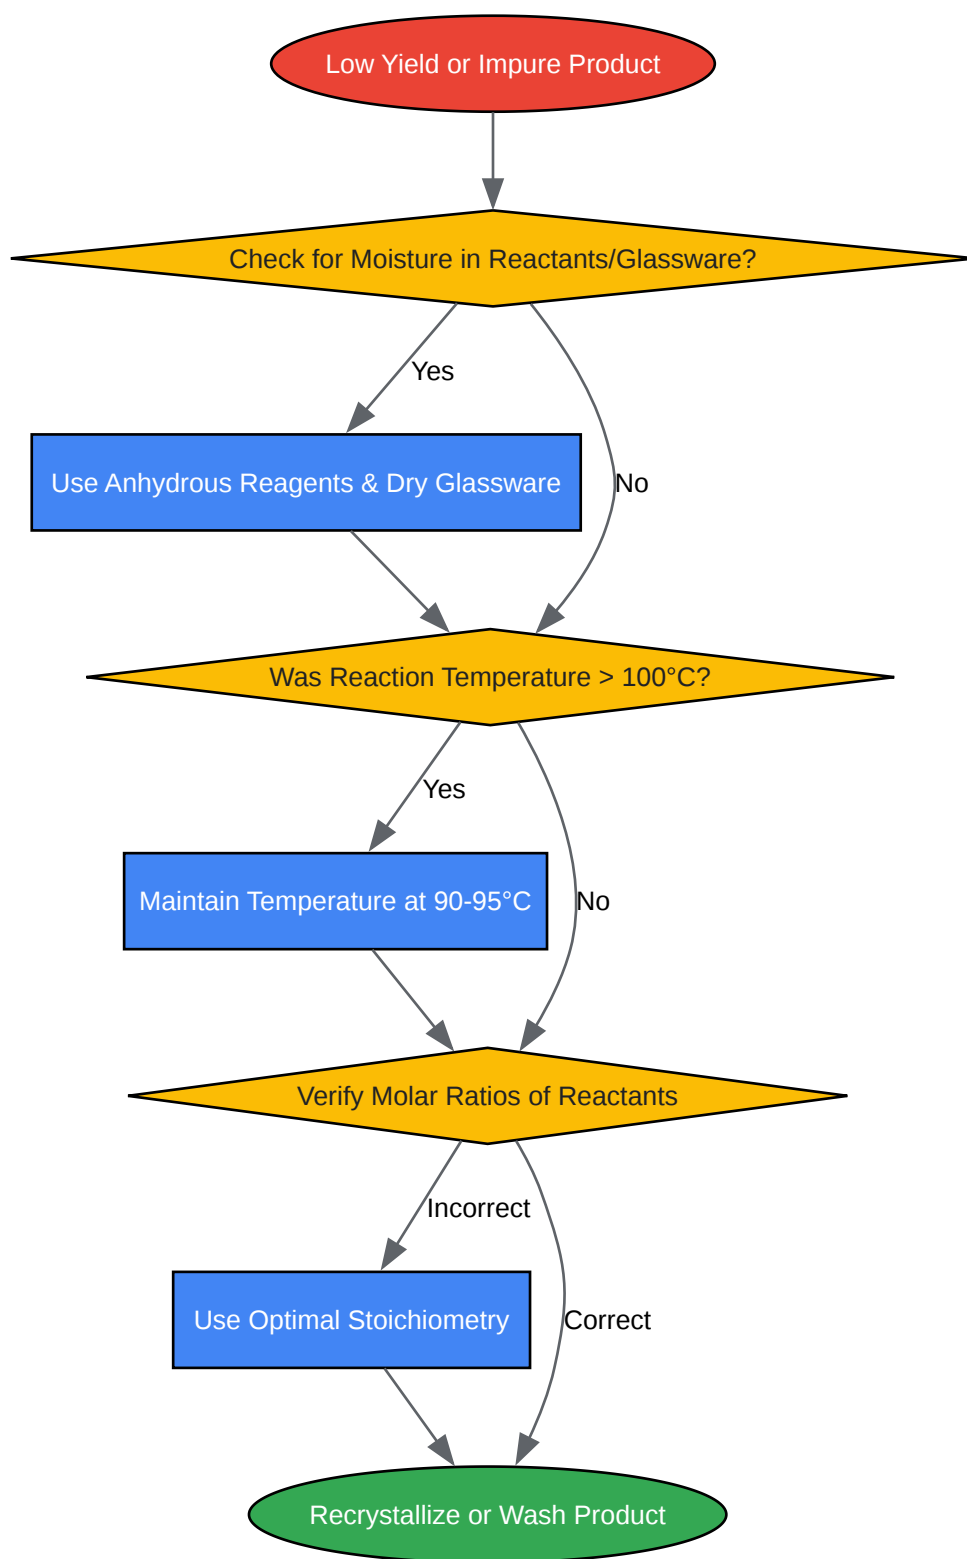 Low Yield or Impure Product
Check for Moisture in Reactants/Glassware?
Yes
Use Anhydrous Reagents & Dry Glassware
No
Was Reaction Temperature > 100°C?
Yes
Maintain Temperature at 90-95°C
No
Verify Molar Ratios of Reactants
Incorrect
Use Optimal Stoichiometry
Correct
Recrystallize or Wash Product